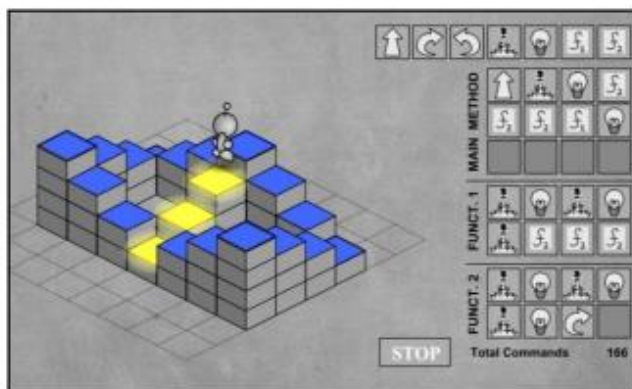 MAIN METHOD
FUNCT. 1
FUNCT. 2
STOP
Total Commands 166